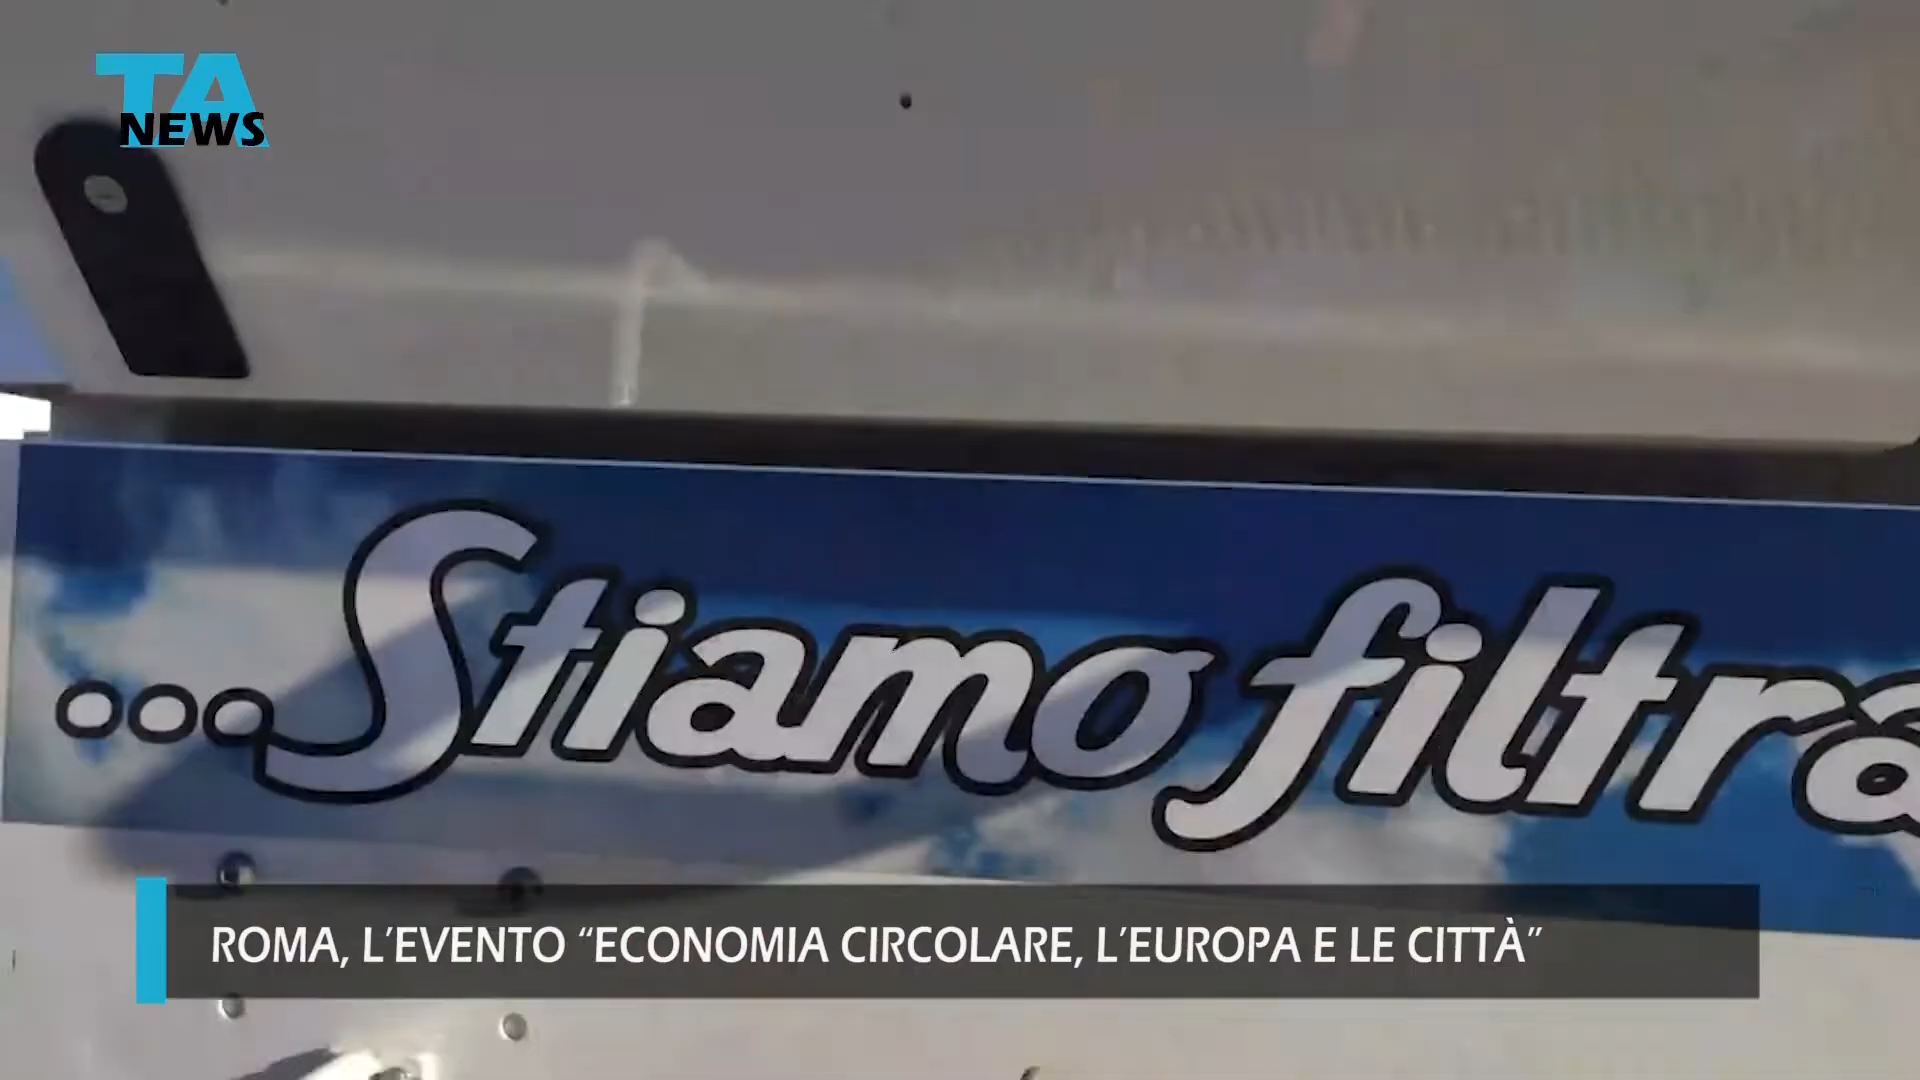 TA
NEWS
...Stiamo filtra
ROMA, L'EVENTO “ECONOMIA CIRCOLARE, L'EUROPA E LE CITTÀ”